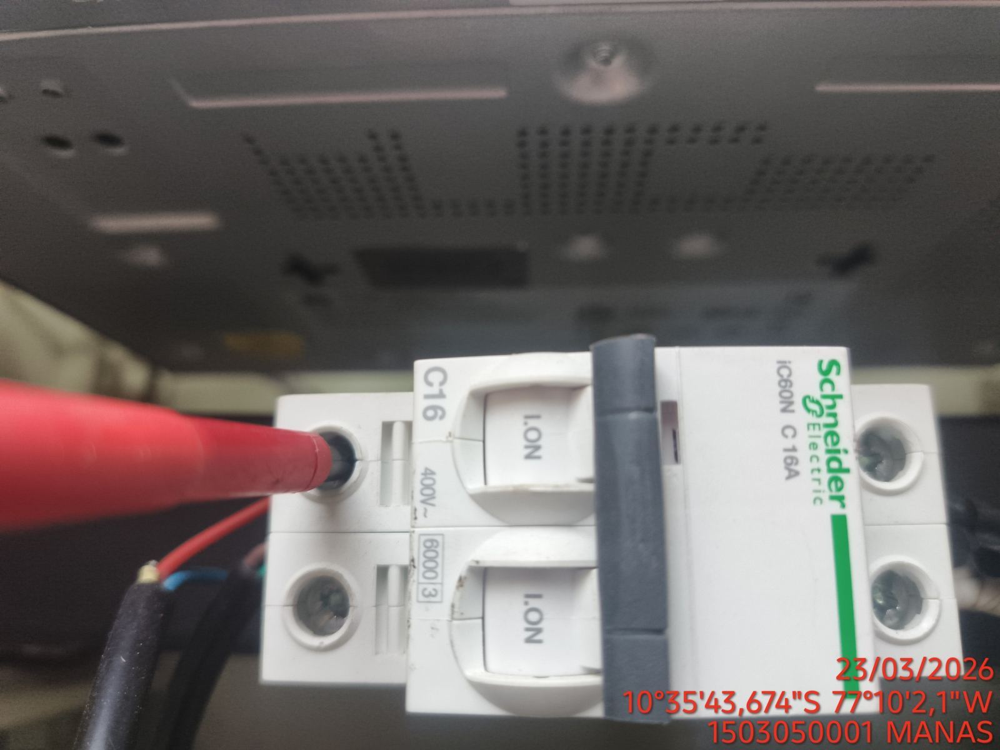 Schneider
Electric
iC60N C 16A
I.ON
I.ON
C16
400V~
6000
3
23/03/2026
10°35'43,674"S 77°10'2,1"W
1503050001 MANAS